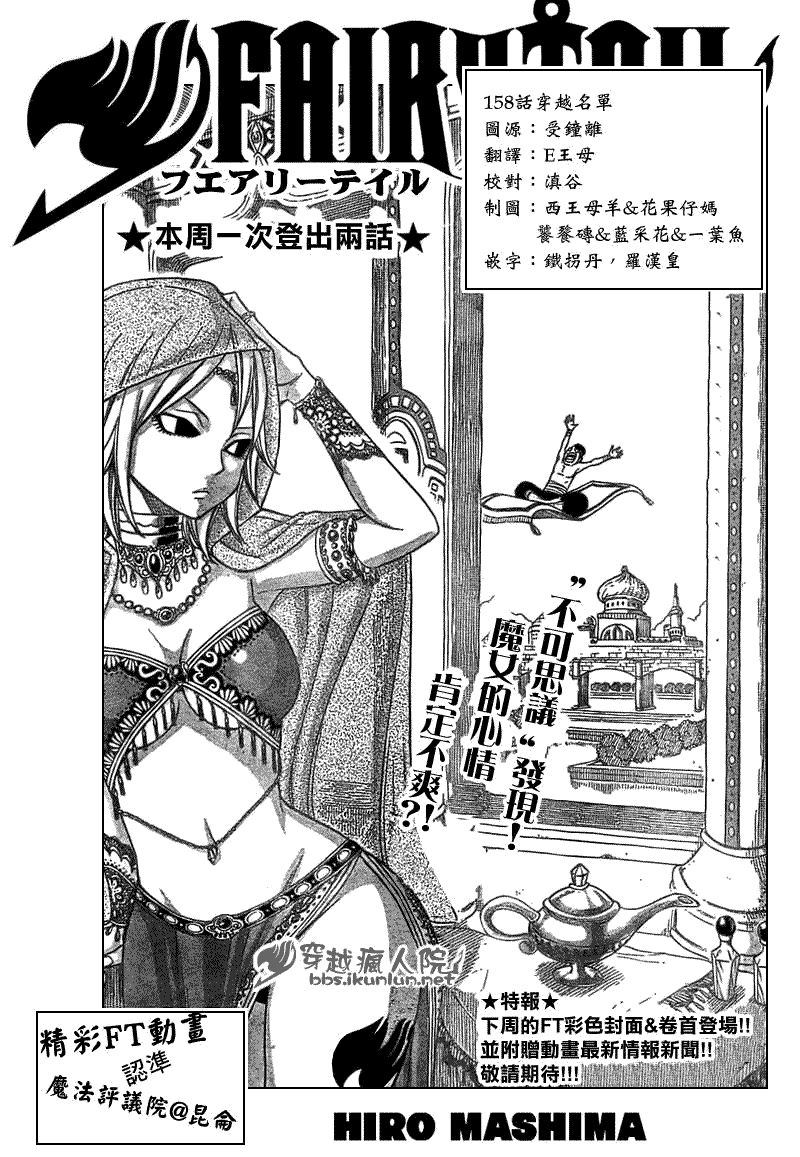 FAIRY TAIL
フェアリーテイル
★本周一次登出兩話★
158話穿越名單
圖源：受鐘離
翻譯：E王母
校對：滇谷
制圖：西王母羊&花果仔媽
饕餮磚&藍采花&一葉魚
嵌字：鐵拐丹，羅漢皇
”不可思議“發現！
魔女的心情
肯定不爽？！
穿越瘋人院
bbs.ikunlun.net
★特報★
下周的FT彩色封面&卷首登場!!
並附贈動畫最新情報新聞!!
敬請期待!!!
精彩FT動畫
認準
魔法評議院@昆侖
HIRO MASHIMA